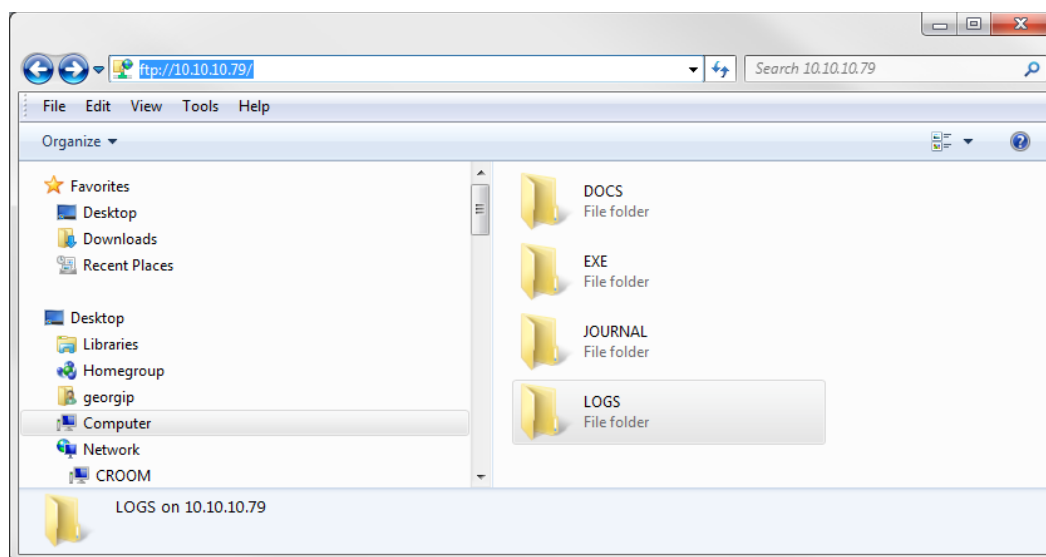 ftp://10.10.10.79/
Search 10.10.10.79
File Edit View Tools Help
Organize
Favorites
Desktop
Downloads
Recent Places
Desktop
Libraries
Homegroup
georgip
Computer
Network
CROOM
DOCS
File folder
EXE
File folder
JOURNAL
File folder
LOGS
File folder
LOGS on 10.10.10.79